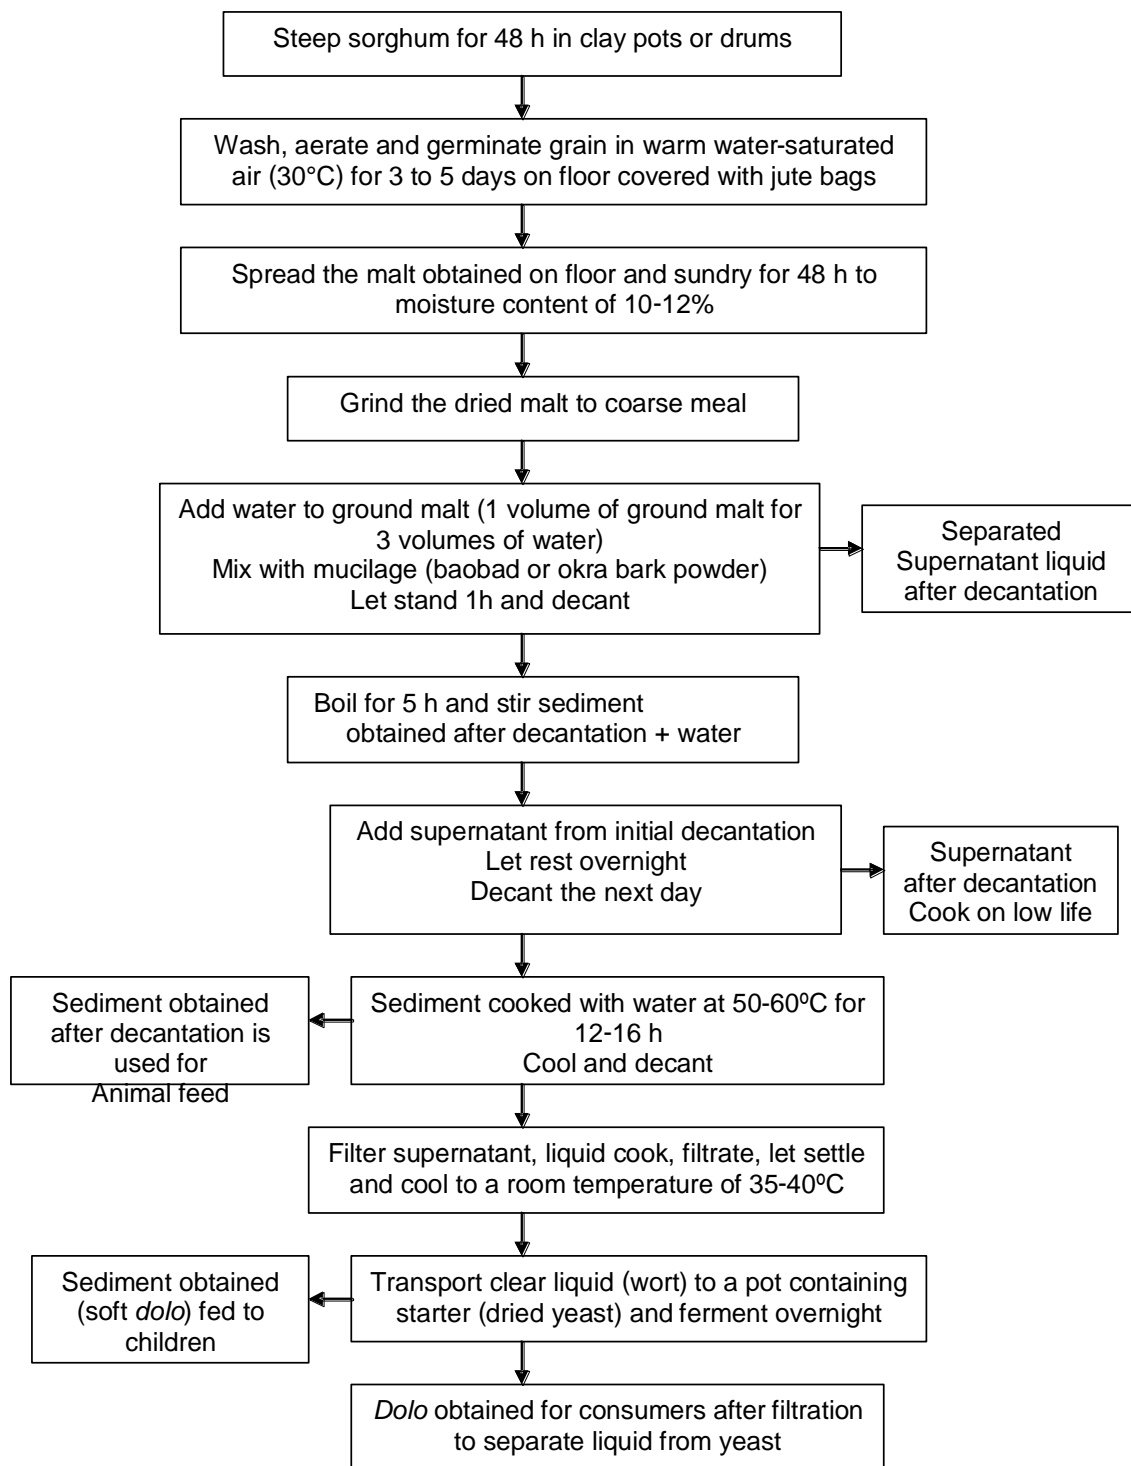 Steep sorghum for 48 h in clay pots or drums
Wash, aerate and germinate grain in warm water-saturated
air (30°C) for 3 to 5 days on floor covered with jute bags
Spread the malt obtained on floor and sundry for 48 h to
moisture content of 10-12%
Grind the dried malt to coarse meal
Add water to ground malt (1 volume of ground malt for
3 volumes of water)
Mix with mucilage (baobad or okra bark powder)
Let stand 1h and decant
Separated
Supernatant liquid
after decantation
Boil for 5 h and stir sediment
obtained after decantation + water
Add supernatant from initial decantation
Let rest overnight
Decant the next day
Supernatant
after decantation
Cook on low life
Sediment obtained
after decantation is
used for
Animal feed
Sediment cooked with water at 50-60ºC for
12-16 h
Cool and decant
Filter supernatant, liquid cook, filtrate, let settle
and cool to a room temperature of 35-40ºC
Sediment obtained
(soft dolo) fed to
children
Transport clear liquid (wort) to a pot containing
starter (dried yeast) and ferment overnight
Dolo obtained for consumers after filtration
to separate liquid from yeast